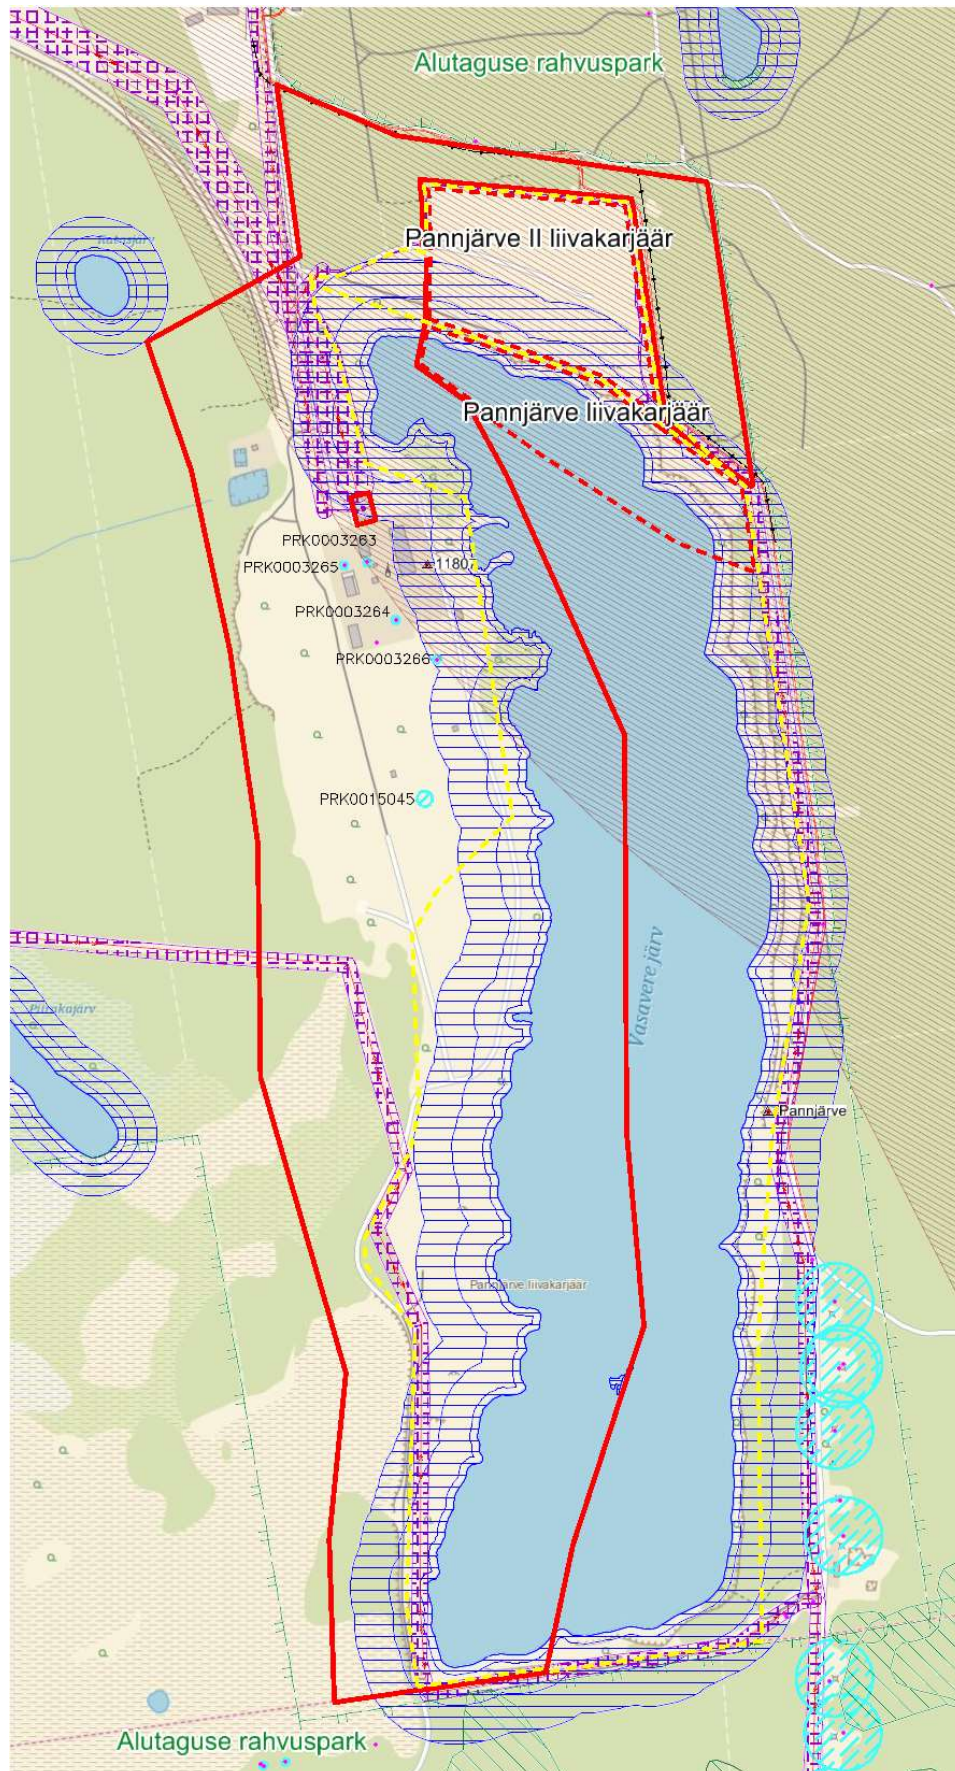 Alutaguse rahvuspark
Pannjärve II liivakarjäär
Pannjärve liivakarjäär
PRK0003263
PRK0003265
1180
PRK0003264
PRK0003266
PRK0015045
Vasavere järv
Pannjärve
Pannjärve liivakarjäär
Alutaguse rahvuspark